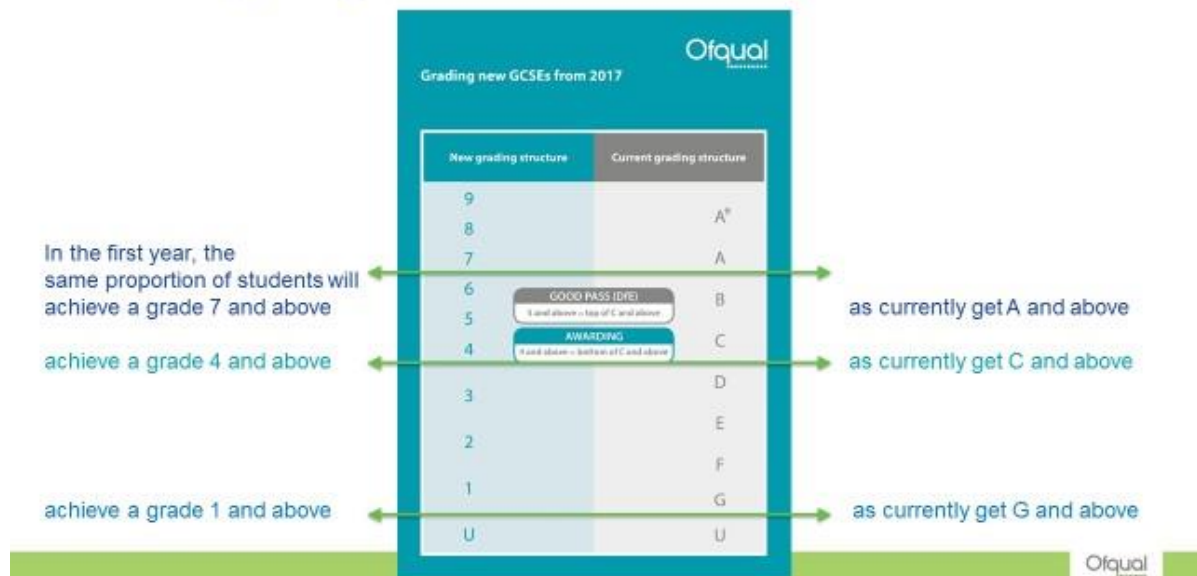 Ofqual
Grading new GCSEs from 2017
New grading structure
Current grading structure
9
8
7
6
5
4
3
2
1
U
A*
A
B
C
D
E
F
G
U
GOOD PASS (DfE)
5 and above = top of C and above
AWARDING
4 and above = bottom of C and above
In the first year, the
same proportion of students will
achieve a grade 7 and above
as currently get A and above
achieve a grade 4 and above
as currently get C and above
achieve a grade 1 and above
as currently get G and above
Ofqual